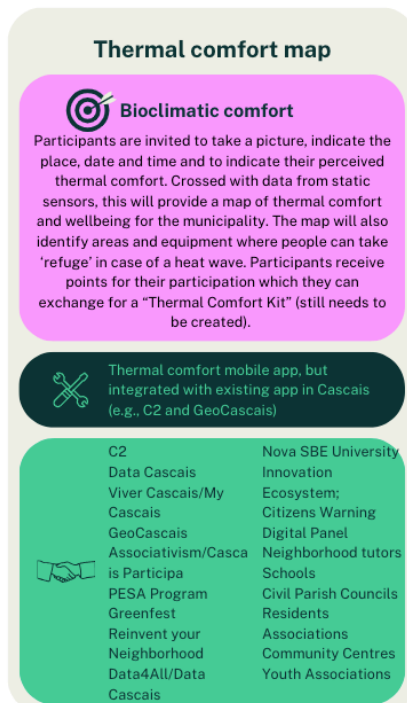 Thermal comfort map
Bioclimatic comfort
Participants are invited to take a picture, indicate the
place, date and time and to indicate their perceived
thermal comfort. Crossed with data from static
sensors, this will provide a map of thermal comfort
and wellbeing for the municipality. The map will also
identify areas and equipment where people can take
‘refuge’ in case of a heat wave. Participants receive
points for their participation which they can
exchange for a “Thermal Comfort Kit” (still needs to
be created).
Thermal comfort mobile app, but
integrated with existing app in Cascais
(e.g., C2 and GeoCascais)
C2
Data Cascais
Viver Cascais/My
Cascais
GeoCascais
Associativism/Casca
is Participa
PESA Program
Greenfest
Reinvent your
Neighborhood
Data4All/Data
Cascais
Nova SBE University
Innovation
Ecosystem;
Citizens Warning
Digital Panel
Neighborhood tutors
Schools
Civil Parish Councils
Residents
Associations
Community Centres
Youth Associations